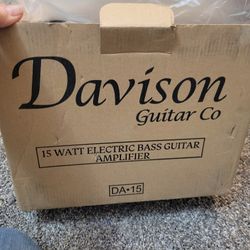 Davison
Guitar Co
15 WATT ELECTRIC BASS GUITAR
AMPLIFIER
DA•15